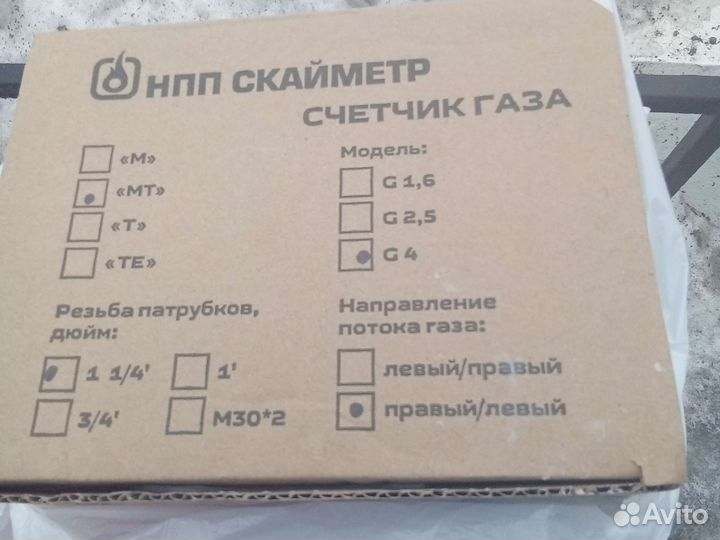 НПП СКАЙМЕТР
СЧЕТЧИК ГАЗА
«М»
«МТ»
«Т»
«ТЕ»
Модель:
G 1,6
G 2,5
G 4
Резьба патрубков,
дюйм:
1 1/4'
1'
3/4'
М30*2
Направление
потока газа:
левый/правый
правый/левый
Avito